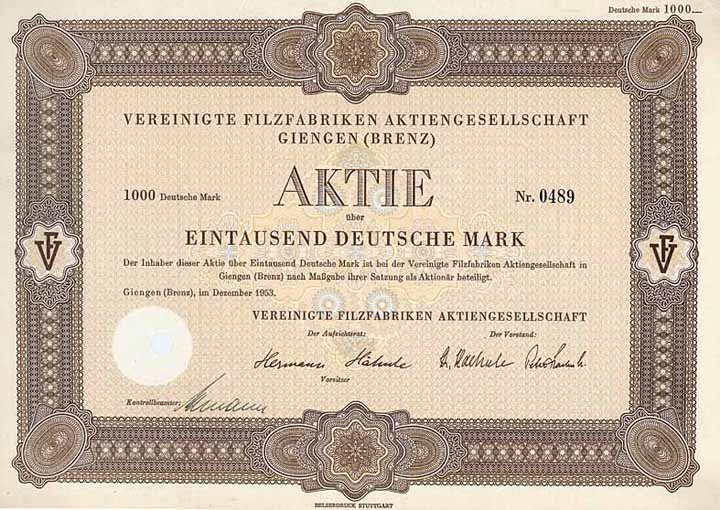 Deutsche Mark 1000.—
VEREINIGTE FILZFABRIKEN AKTIENGESELLSCHAFT
GIENGEN (BRENZ)
AKTIE
1000 Deutsche Mark
Nr. 0489
über
EINTAUSEND DEUTSCHE MARK
Der Inhaber dieser Aktie über Eintausend Deutsche Mark ist bei der Vereinigte Filzfabriken Aktiengesellschaft in
Giengen (Brenz) nach Maßgabe ihrer Satzung als Aktionär beteiligt.
Giengen (Brenz), im Dezember 1953.
VEREINIGTE FILZFABRIKEN AKTIENGESELLSCHAFT
Der Aufsichtsrat:
Der Vorstand:
Hermann Hähnle
Vorsitzer
Kontrollbeamter:
BELSERDRUCK STUTTGART